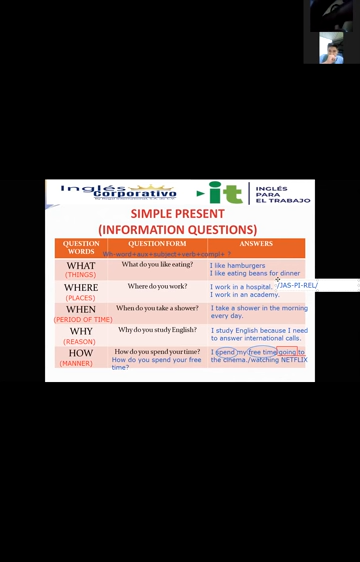 Inglés
Corporativo
it
INGLÉS
PARA
EL TRABAJO
SIMPLE PRESENT
(INFORMATION QUESTIONS)
QUESTION WORDS
QUESTION FORM
ANSWERS
Wh-word+aux+subject+verb+compl+ ?
WHAT
(THINGS)
What do you like eating?
I like hamburgers
I like eating beans for dinner
WHERE
(PLACES)
Where do you work?
I work in a hospital. /JAS-PI-REL/
I work in an academy.
WHEN
(PERIOD OF TIME)
When do you take a shower?
I take a shower in the morning
every day.
WHY
(REASON)
Why do you study English?
I study English because I need
to answer international calls.
HOW
(MANNER)
How do you spend your time?
How do you spend your free
time?
I spend my free time going to
the cinema./watching NETFLIX